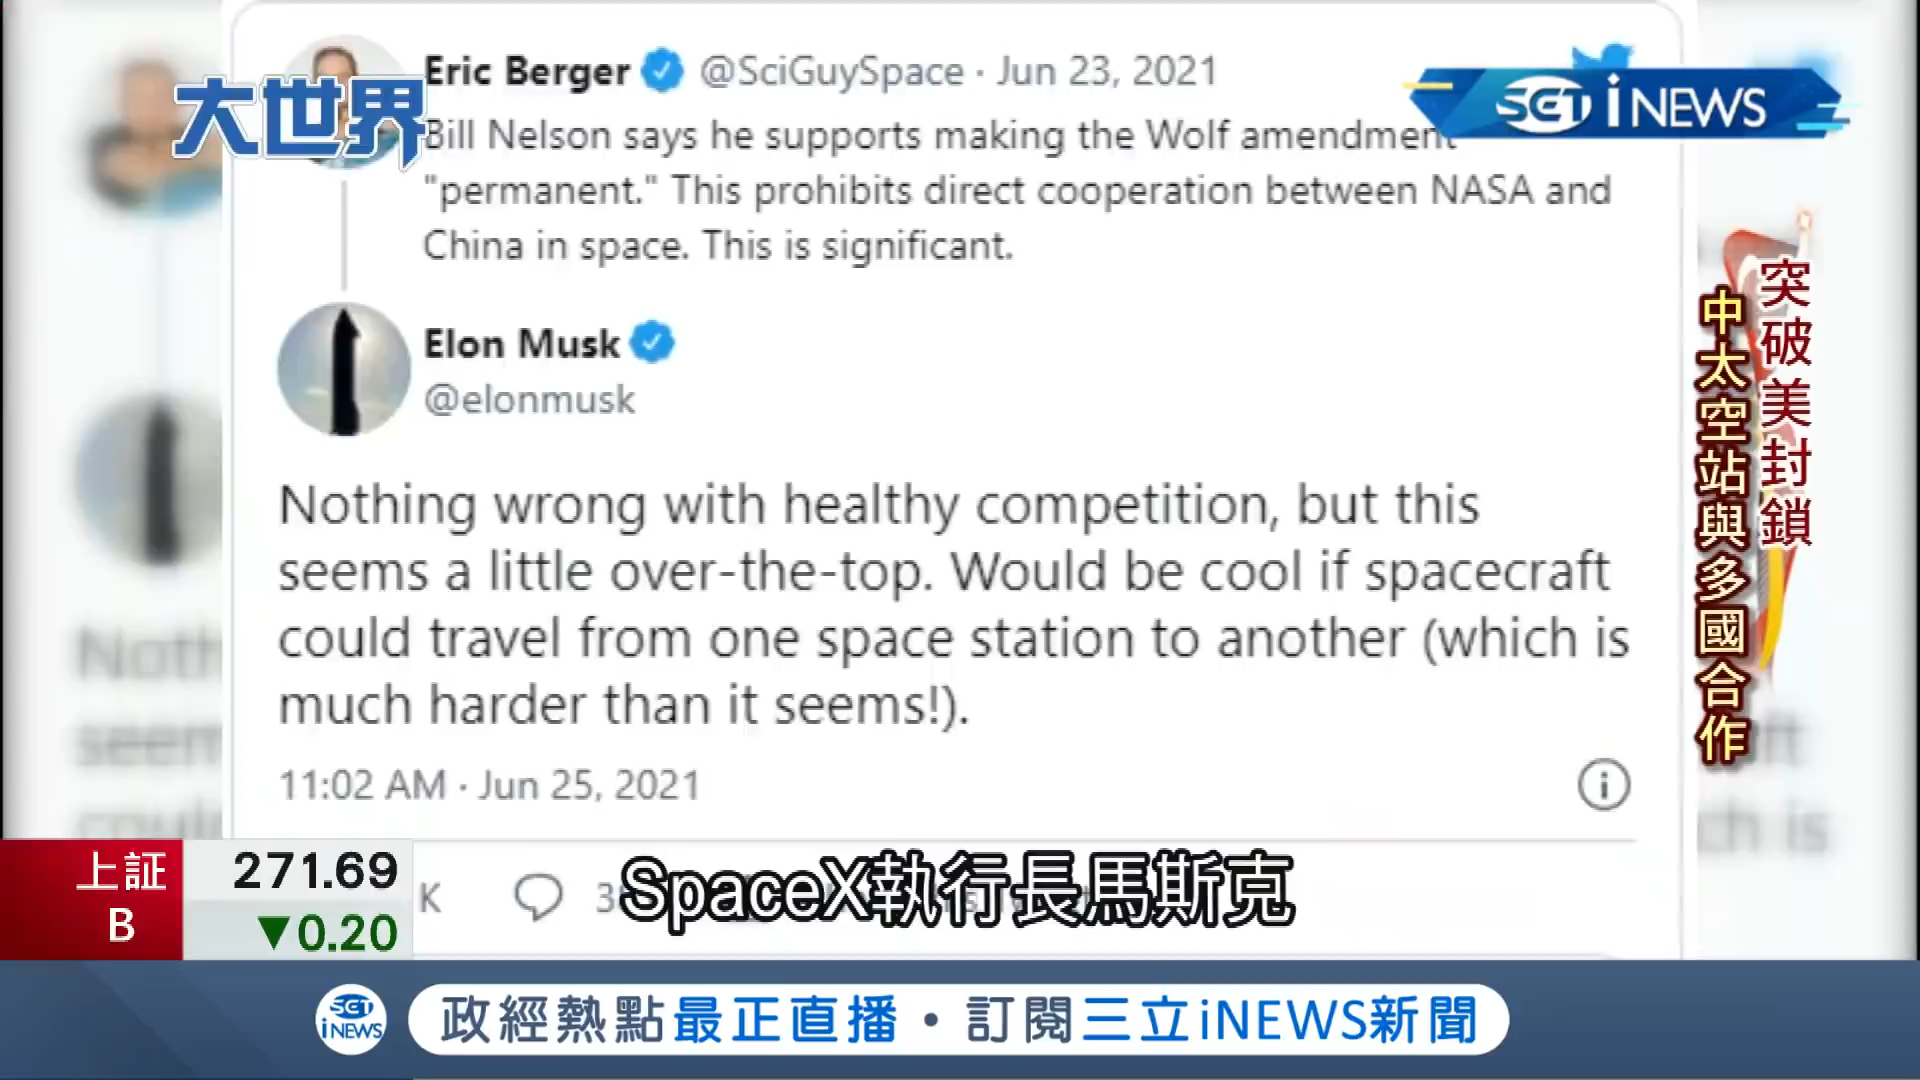 Eric Berger @SciGuySpace · Jun 23, 2021
Bill Nelson says he supports making the Wolf amendment
"permanent." This prohibits direct cooperation between NASA and
China in space. This is significant.
大世界
SET iNEWS
Elon Musk
@elonmusk
Nothing wrong with healthy competition, but this
seems a little over-the-top. Would be cool if spacecraft
could travel from one space station to another (which is
much harder than it seems!).
11:02 AM · Jun 25, 2021
突破美封鎖
中太空站與多國合作
上証
B
271.69
▼0.20
K
SpaceX執行長馬斯克
SET
iNEWS
政經熱點最正直播・訂閱三立iNEWS新聞